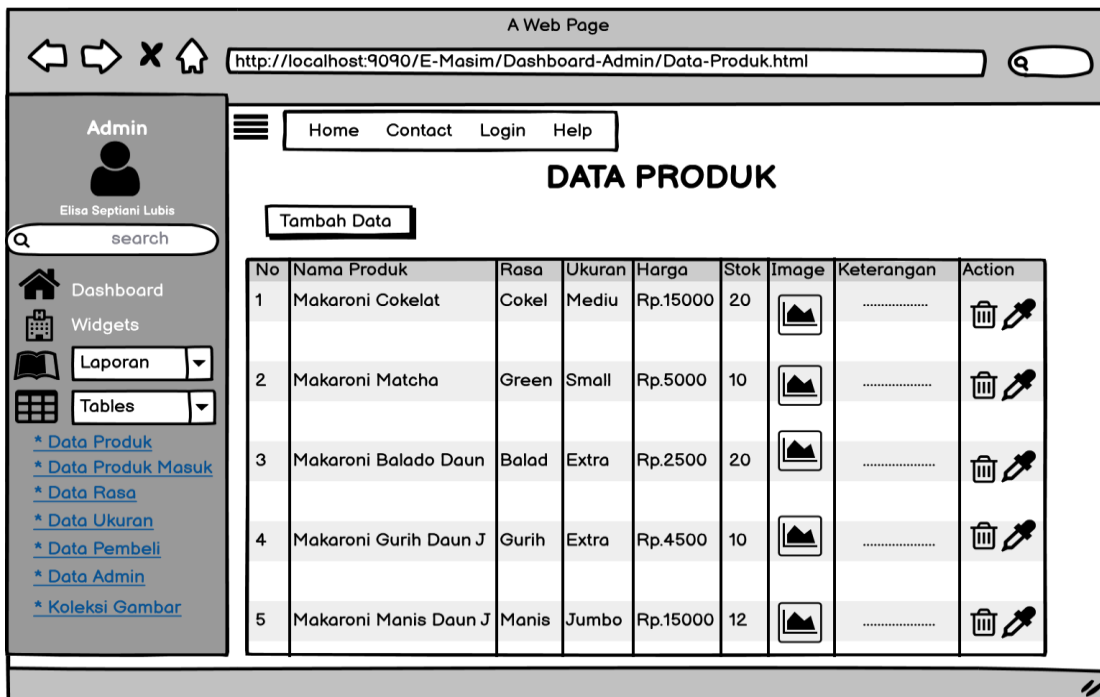 A Web Page
http://localhost:9090/E-Masim/Dashboard-Admin/Data-Produk.html
Admin
Elisa Septiani Lubis
search
Dashboard
Widgets
Laporan
Tables
* Data Produk
* Data Produk Masuk
* Data Rasa
* Data Ukuran
* Data Pembeli
* Data Admin
* Koleksi Gambar
Home Contact Login Help
DATA PRODUK
Tambah Data
No Nama Produk Rasa Ukuran Harga Stok Image Keterangan Action
1 Makaroni Cokelat Cokel Mediu Rp.15000 20 ...................
2 Makaroni Matcha Green Small Rp.5000 10 ....................
3 Makaroni Balado Daun Balad Extra Rp.2500 20 .....................
4 Makaroni Gurih Daun J Gurih Extra Rp.4500 10 .....................
5 Makaroni Manis Daun J Manis Jumbo Rp.15000 12 .....................